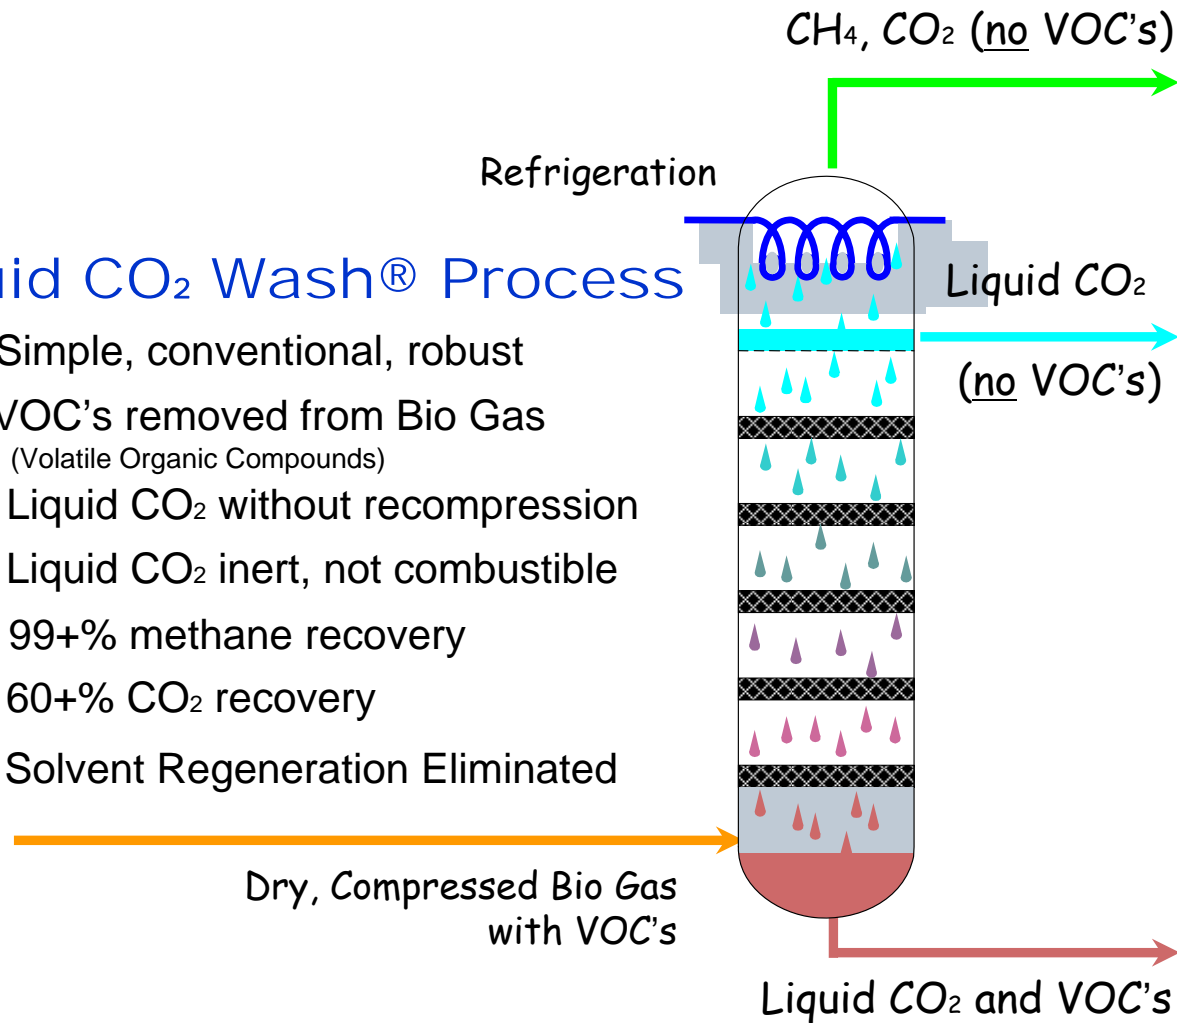 CH₄, CO₂ (no VOC's)
Refrigeration
uid CO₂ Wash® Process
Liquid CO₂
Simple, conventional, robust
(no VOC's)
VOC's removed from Bio Gas
(Volatile Organic Compounds)
Liquid CO₂ without recompression
Liquid CO₂ inert, not combustible
99+% methane recovery
60+% CO₂ recovery
Solvent Regeneration Eliminated
Dry, Compressed Bio Gas
with VOC's
Liquid CO₂ and VOC's